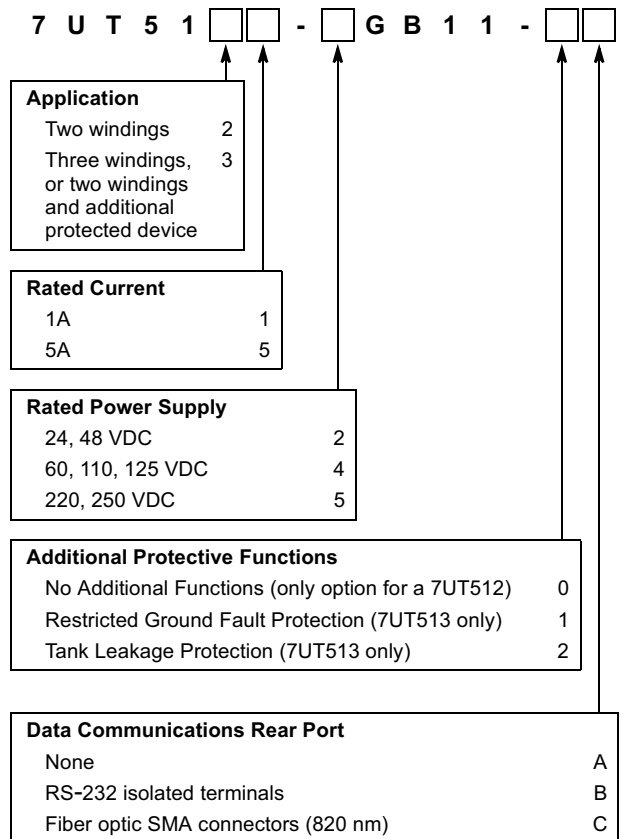 7 U T 5 1 - G B 1 1 -
Application
Two windings 2
Three windings, 3
or two windings
and additional
protected device
Rated Current
1A 1
5A 5
Rated Power Supply
24, 48 VDC 2
60, 110, 125 VDC 4
220, 250 VDC 5
Additional Protective Functions
No Additional Functions (only option for a 7UT512) 0
Restricted Ground Fault Protection (7UT513 only) 1
Tank Leakage Protection (7UT513 only) 2
Data Communications Rear Port
None A
RS-232 isolated terminals B
Fiber optic SMA connectors (820 nm) C